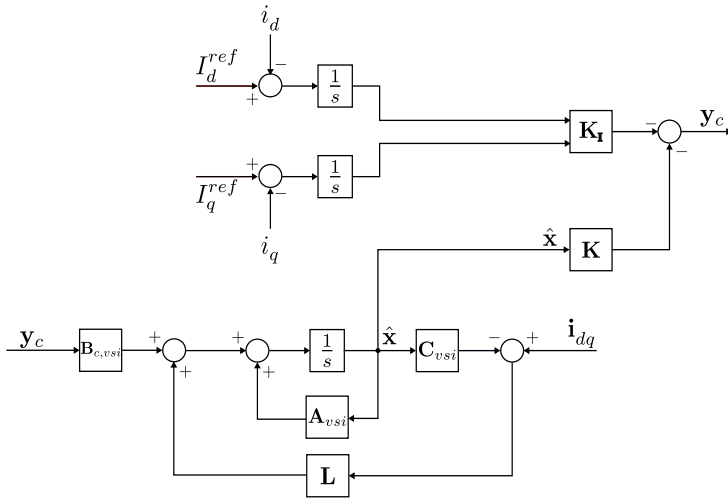 i_d
I_d^{ref}
−
+
1/s
K_I
−
y_c
−
+
−
1/s
I_q^{ref}
i_q
x̂
K
y_c
B_{c,vsi}
+
+
+
+
1/s
x̂
C_{vsi}
−
+
i_{dq}
A_{vsi}
L